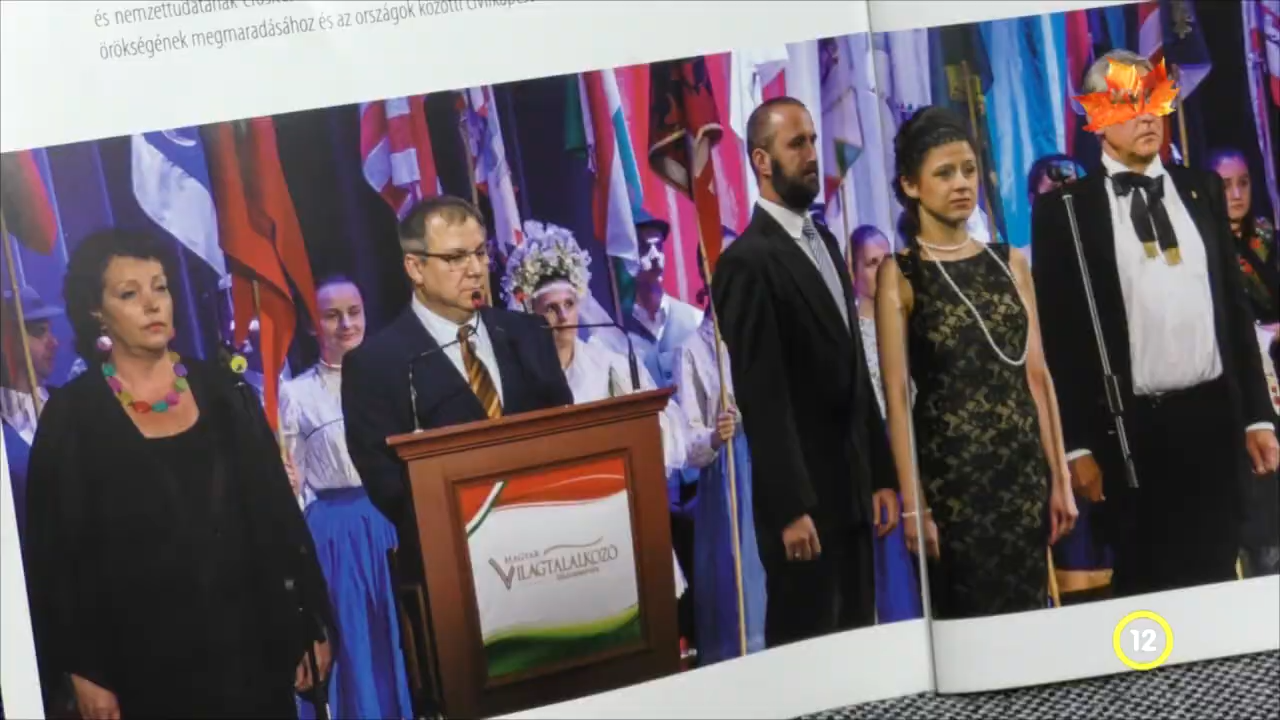 és nemzettudatának
örökségének megmaradásához és az országok közötti
MAGYAR
VILÁGTALÁLKOZÓ
12